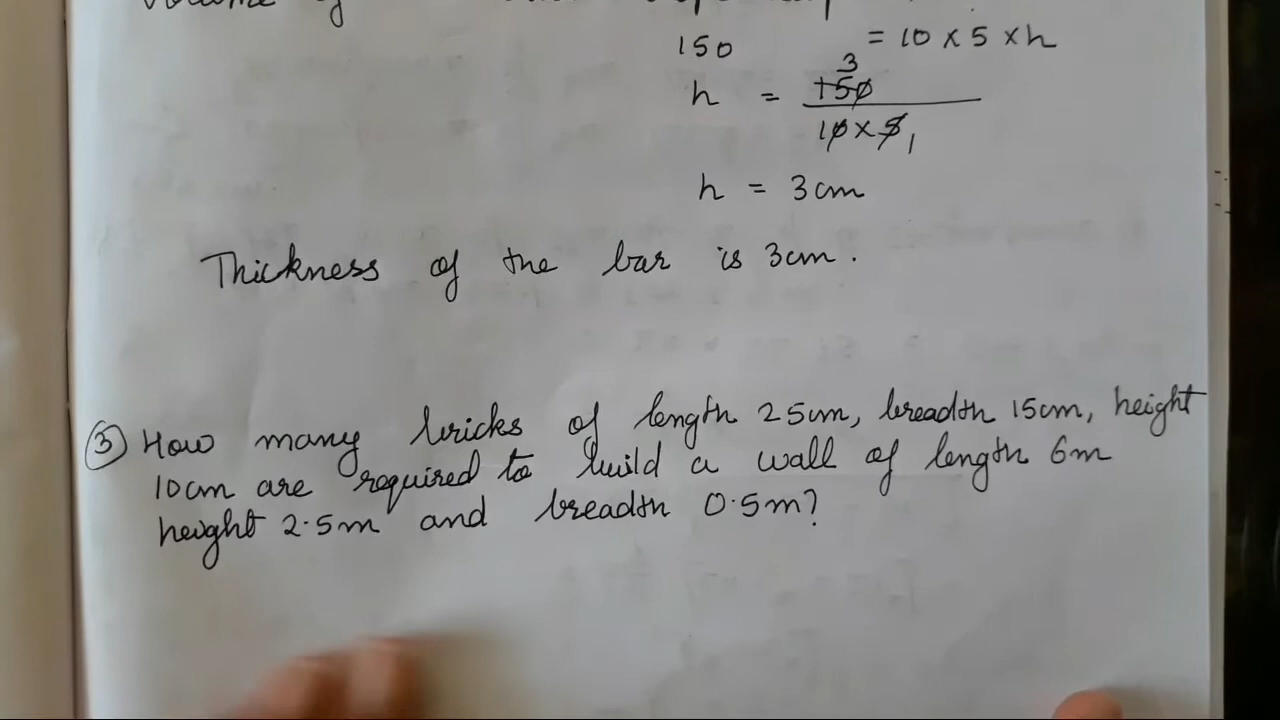 150 = 10 x 5 x h
3
h = 150
10 x 5 1
h = 3cm
Thickness of the bar is 3cm.
3 How many bricks of length 25cm, breadth 15cm, height
10cm are required to build a wall of length 6m
height 2.5m and breadth 0.5m?